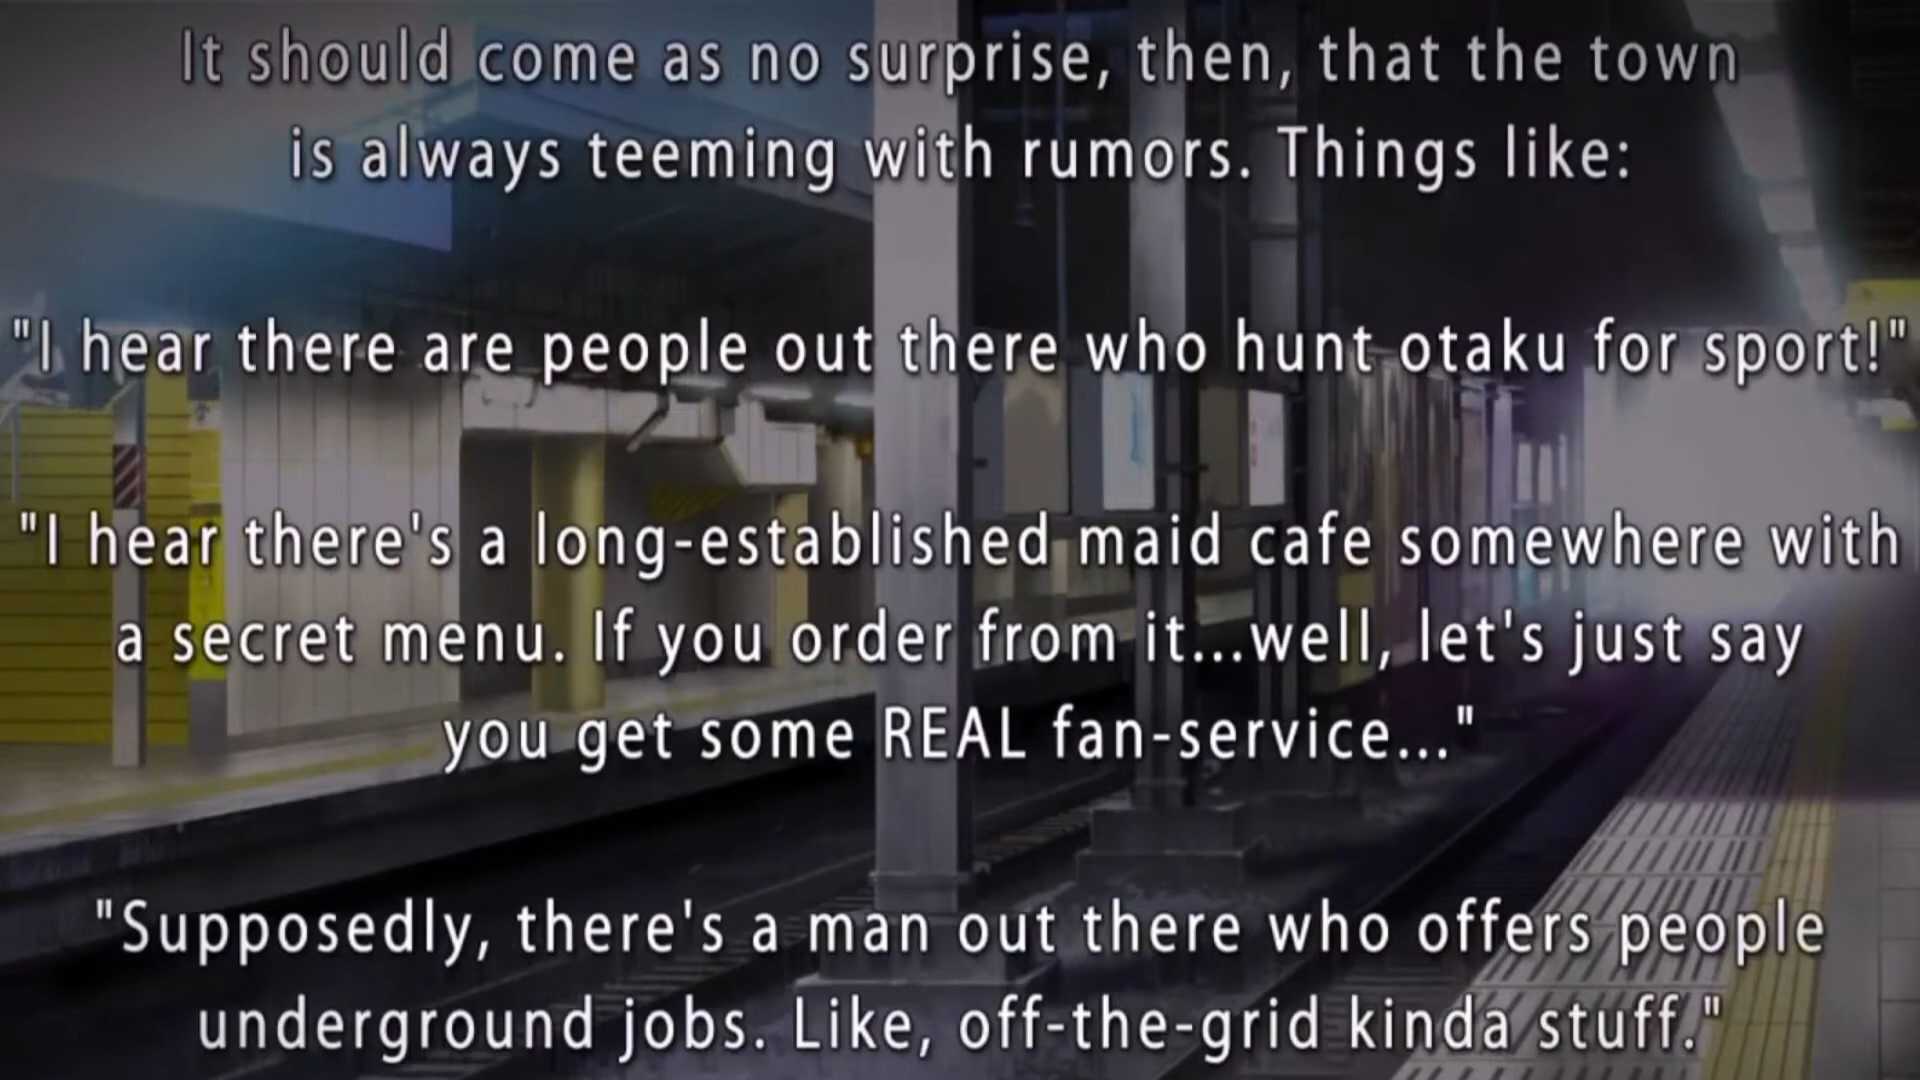 It should come as no surprise, then, that the town
is always teeming with rumors. Things like:
"I hear there are people out there who hunt otaku for sport!"
"I hear there's a long-established maid cafe somewhere with
a secret menu. If you order from it...well, let's just say
you get some REAL fan-service..."
"Supposedly, there's a man out there who offers people
underground jobs. Like, off-the-grid kinda stuff."